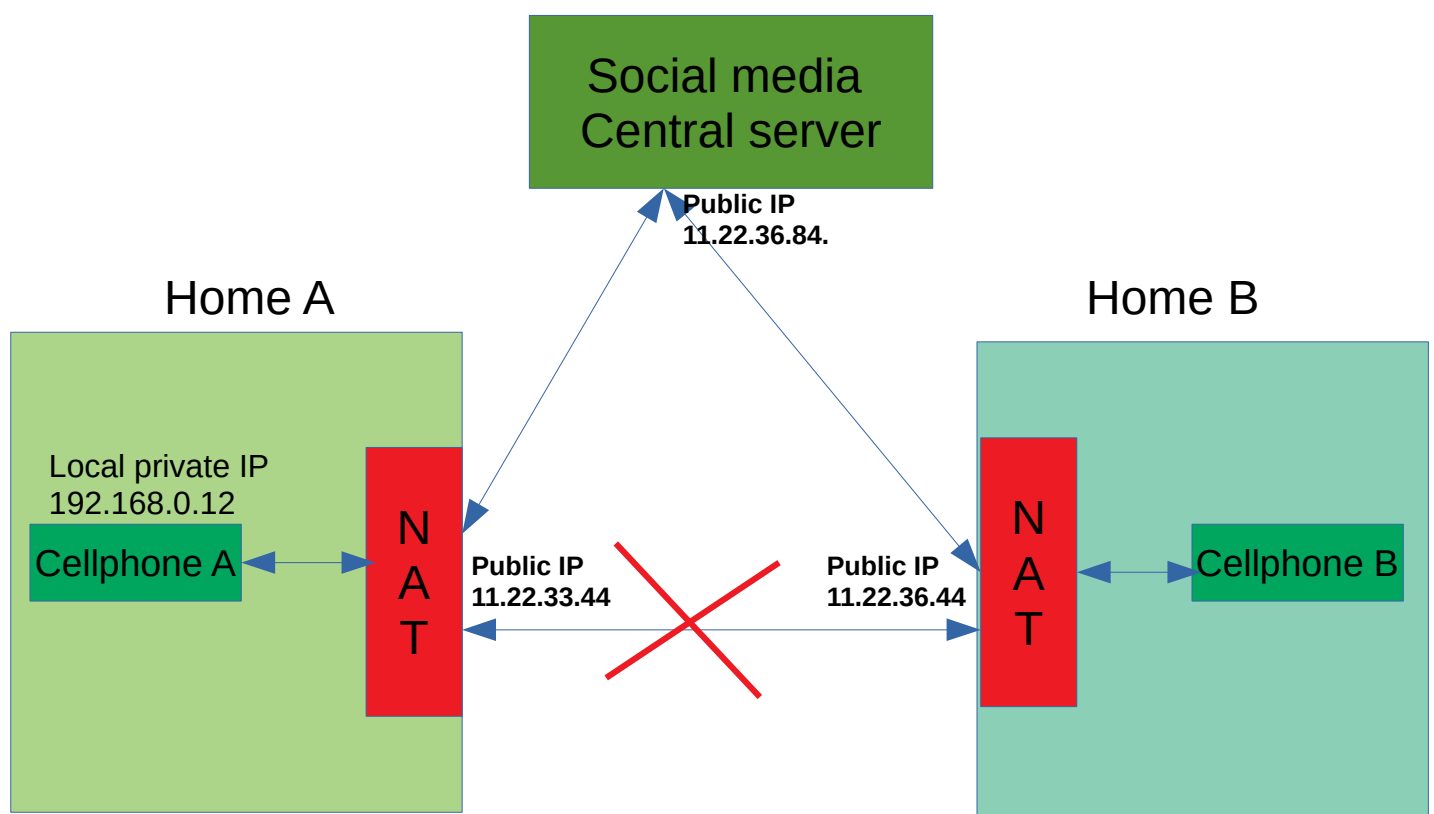 Social media
Central server
Public IP
11.22.36.84.
Home A
Home B
Local private IP
192.168.0.12
Cellphone A
N
A
T
Public IP
11.22.33.44
Public IP
11.22.36.44
N
A
T
Cellphone B